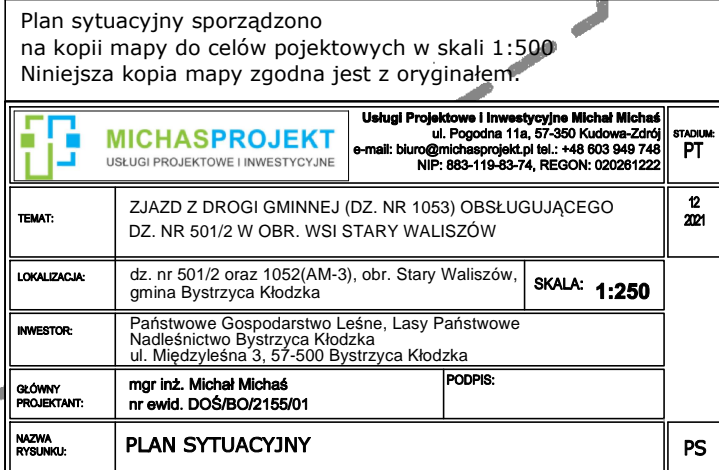 Plan sytuacyjny sporządzono
na kopii mapy do celów pojektowych w skali 1:500
Niniejsza kopia mapy zgodna jest z oryginałem.
MICHASPROJEKT
USŁUGI PROJEKTOWE I INWESTYCYJNE
Usługi Projektowe i Inwestycyjne Michał Michaś
ul. Pogodna 11a, 57-350 Kudowa-Zdrój
e-mail: biuro@michasprojekt.pl tel.: +48 603 949 748
NIP: 883-119-83-74, REGON: 020261222
STADIUM:
PT
TEMAT:
ZJAZD Z DROGI GMINNEJ (DZ. NR 1053) OBSŁUGUJĄCEGO
DZ. NR 501/2 W OBR. WSI STARY WALISZÓW
12
2021
LOKALIZACJA:
dz. nr 501/2 oraz 1052(AM-3), obr. Stary Waliszów,
gmina Bystrzyca Kłodzka
SKALA: 1:250
INWESTOR:
Państwowe Gospodarstwo Leśne, Lasy Państwowe
Nadleśnictwo Bystrzyca Kłodzka
ul. Międzyleśna 3, 57-500 Bystrzyca Kłodzka
GŁÓWNY
PROJEKTANT:
mgr inż. Michał Michaś
nr ewid. DOŚ/BO/2155/01
PODPIS:
NAZWA
RYSUNKU:
PLAN SYTUACYJNY
PS